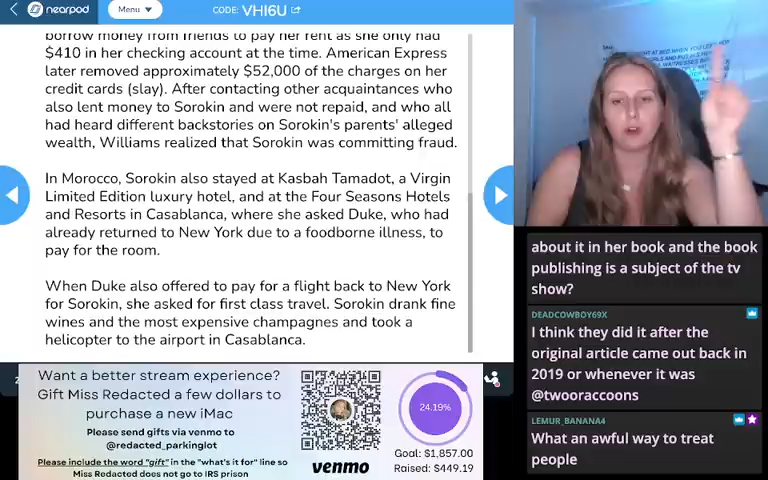 nearpod
Menu
CODE: VHI6U
borrow money from friends to pay her rent as she only had
$410 in her checking account at the time. American Express
later removed approximately $52,000 of the charges on her
credit cards (slay). After contacting other acquaintances who
also lent money to Sorokin and were not repaid, and who all
had heard different backstories on Sorokin's parents' alleged
wealth, Williams realized that Sorokin was committing fraud.
In Morocco, Sorokin also stayed at Kasbah Tamadot, a Virgin
Limited Edition luxury hotel, and at the Four Seasons Hotels
and Resorts in Casablanca, where she asked Duke, who had
already returned to New York due to a foodborne illness, to
pay for the room.
When Duke also offered to pay for a flight back to New York
for Sorokin, she asked for first class travel. Sorokin drank fine
wines and the most expensive champagnes and took a
helicopter to the airport in Casablanca.
Want a better stream experience?
Gift Miss Redacted a few dollars to
purchase a new iMac
Please send gifts via venmo to
@redacted_parkinglot
Please include the word "gift" in the "what's it for" line so
Miss Redacted does not go to IRS prison
venmo
24.19%
Goal: $1,857.00
Raised: $449.19
about it in her book and the book
publishing is a subject of the tv
show?
DEADCOWBOY69X
I think they did it after the
original article came out back in
2019 or whenever it was
@twooraccoons
LEMUR_BANANA4
What an awful way to treat
people